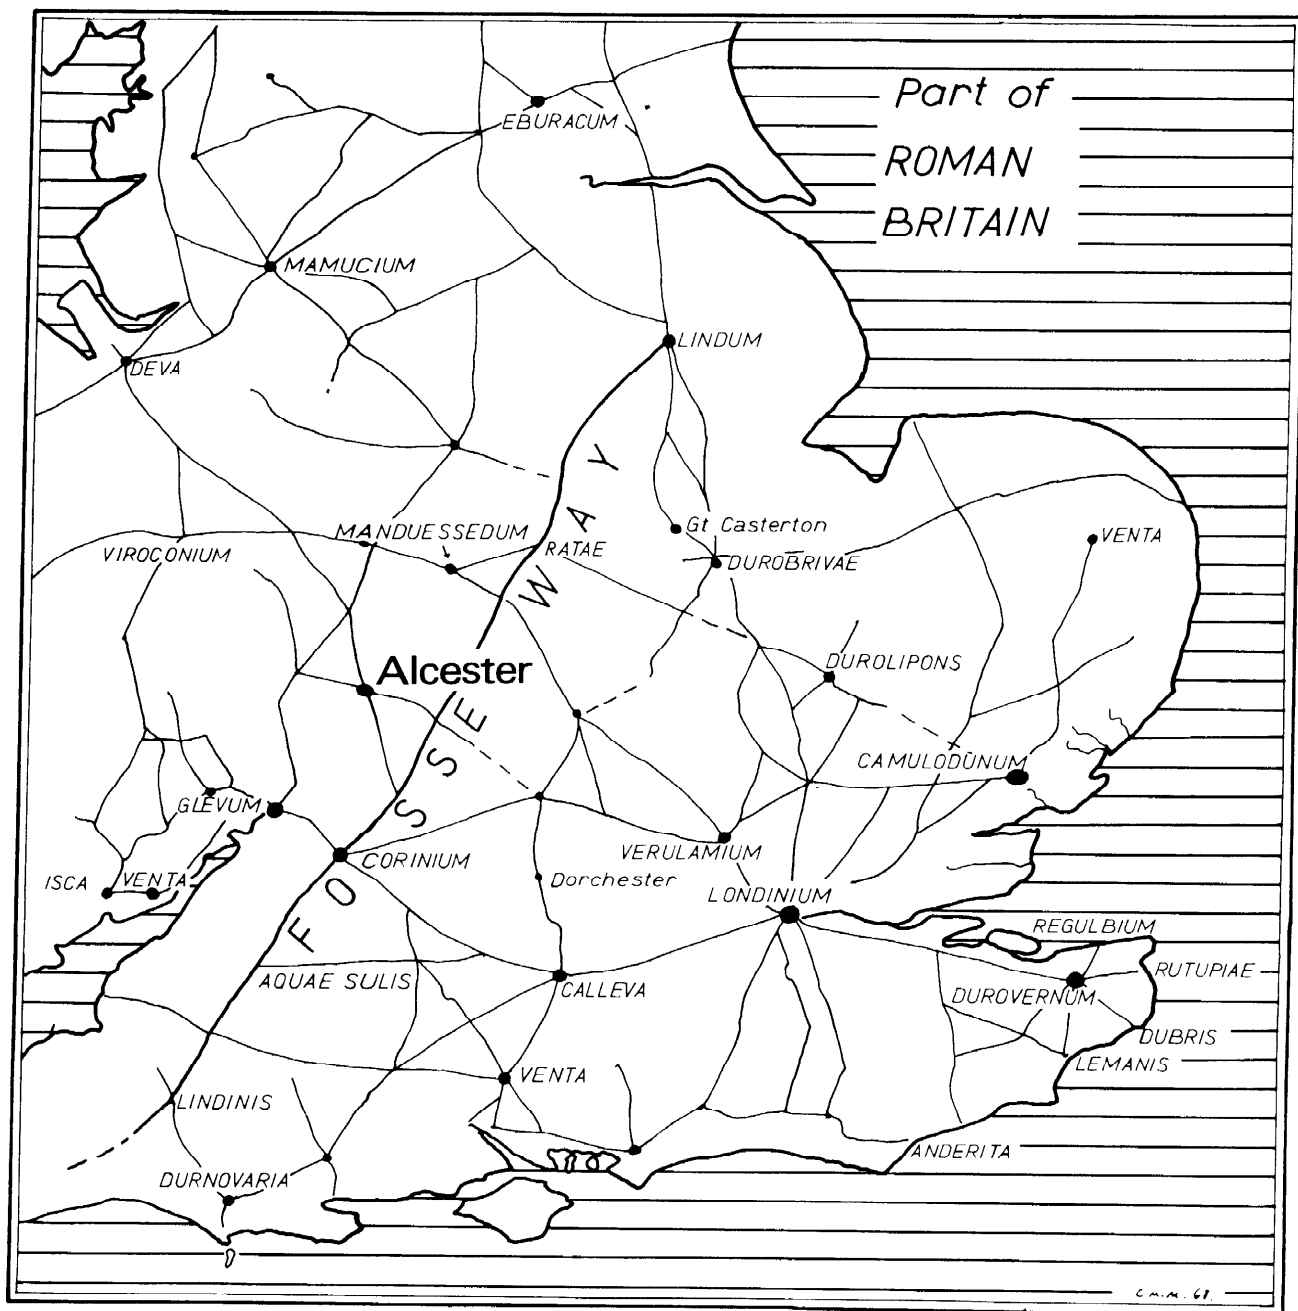 Part of
ROMAN
BRITAIN
EBURACUM
MAMUCIUM
LINDUM
DEVA
WAY
Gt Casterton
MANDUESSEDUM
RATAE
VENTA
VIROCONIUM
DUROBRIVAE
DUROLIPONS
Alcester
FOSSE
CAMULODŪNUM
GLEVUM
VERULAMIUM
CORINIUM
ISCA
VENTA
Dorchester
LONDINIUM
REGULBIUM
AQUAE SULIS
RUTUPIAE
CALLEVA
DUROVERNUM
DUBRIS
LEMANIS
VENTA
LINDINIS
ANDERITA
DURNOVARIA
C.M.M. 68.